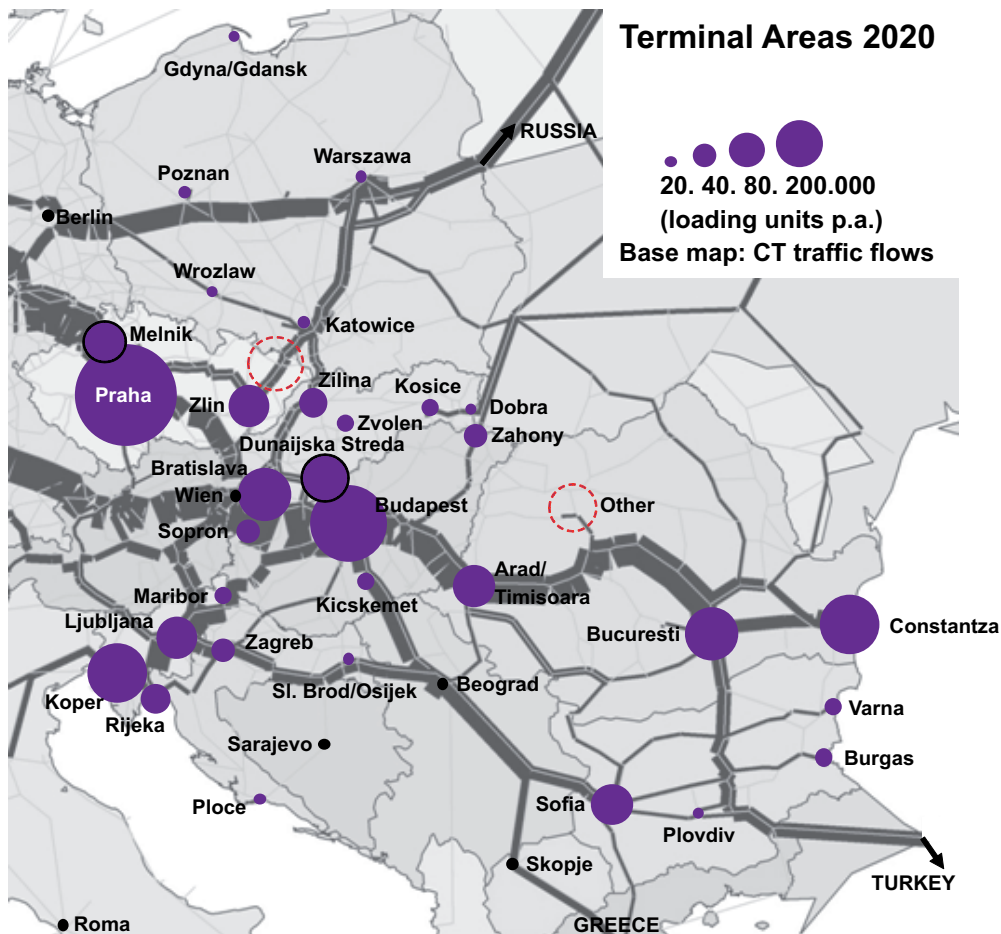 Terminal Areas 2020
20. 40. 80. 200.000
(loading units p.a.)
Base map: CT traffic flows
Gdyna/Gdansk
RUSSIA
Warszawa
Poznan
Berlin
Wrozlaw
Katowice
Melnik
Praha
Zlin
Zilina
Kosice
Dobra
Zvolen
Zahony
Dunaijska Streda
Bratislava
Wien
Budapest
Other
Sopron
Arad/
Timisoara
Maribor
Kicskemet
Ljubljana
Zagreb
Bucuresti
Constantza
Koper
Sl. Brod/Osijek
Beograd
Rijeka
Varna
Sarajevo
Burgas
Ploce
Sofia
Plovdiv
Skopje
TURKEY
Roma
GREECE